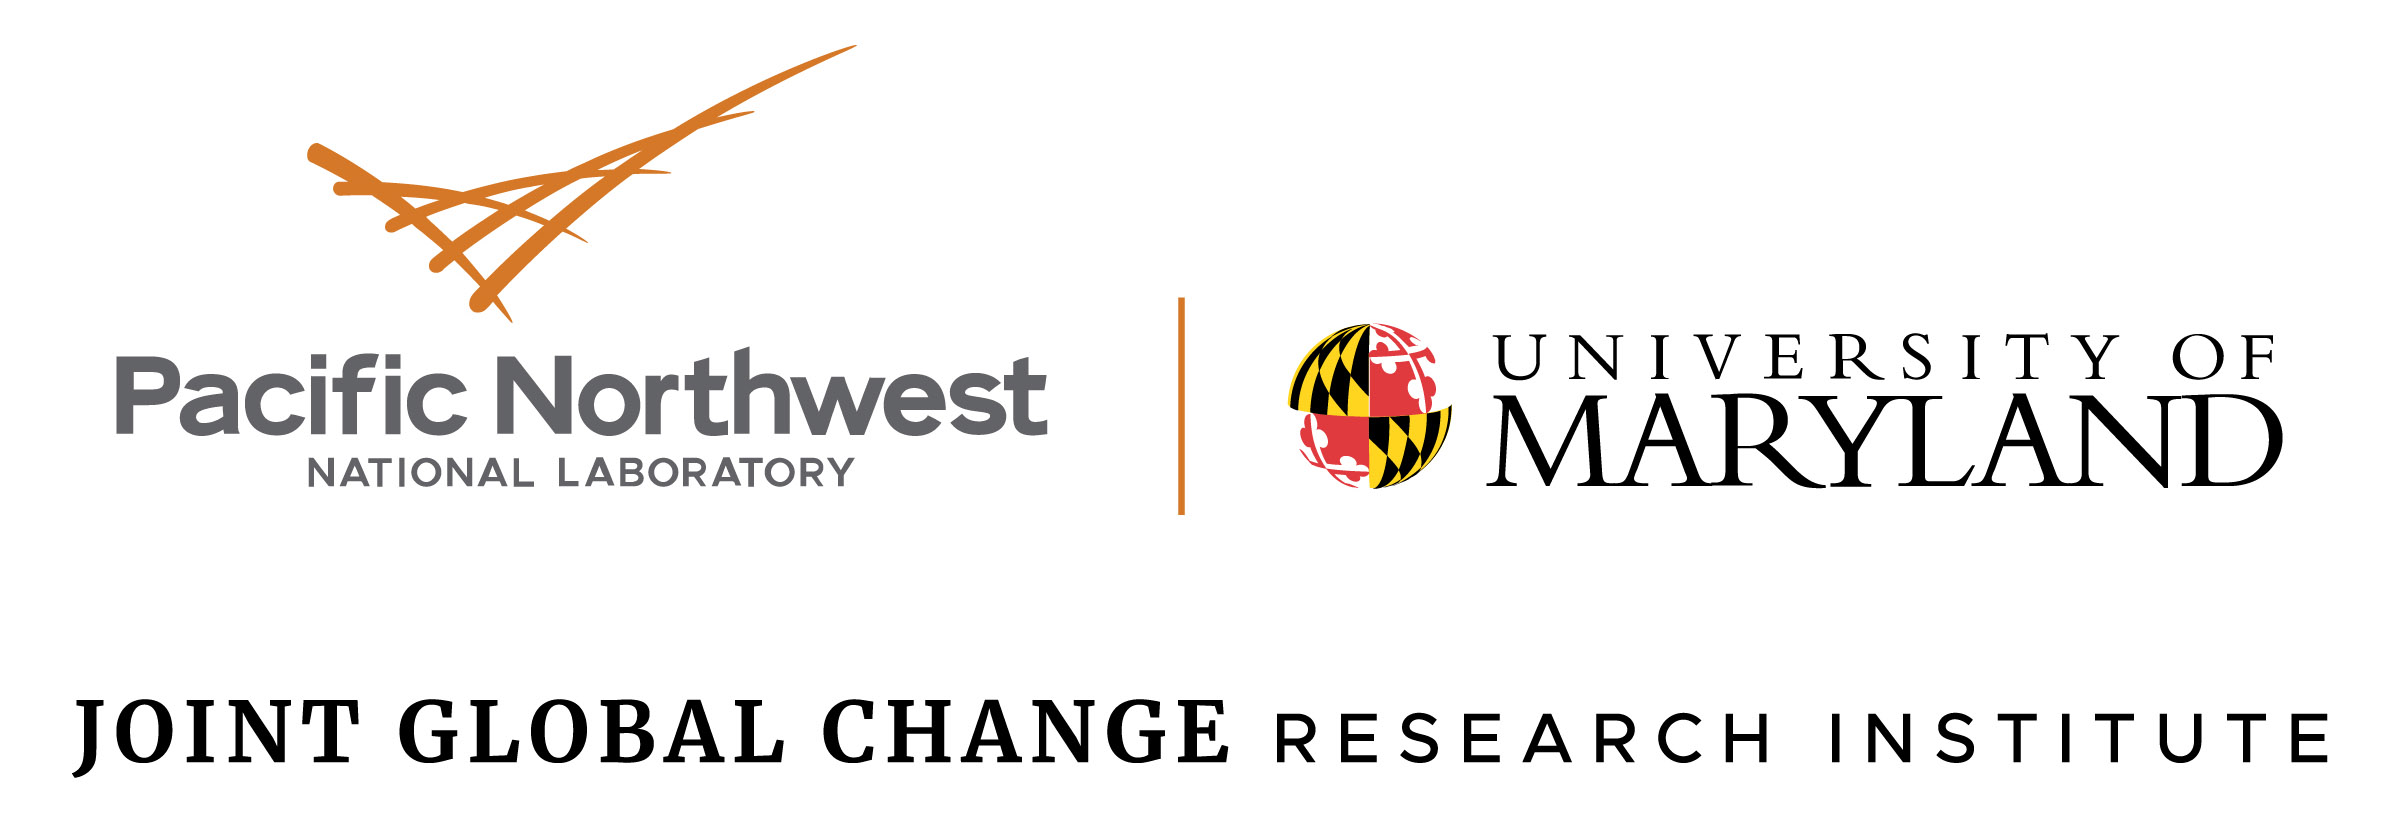 Pacific Northwest
NATIONAL LABORATORY
UNIVERSITY OF
MARYLAND
JOINT GLOBAL CHANGE RESEARCH INSTITUTE